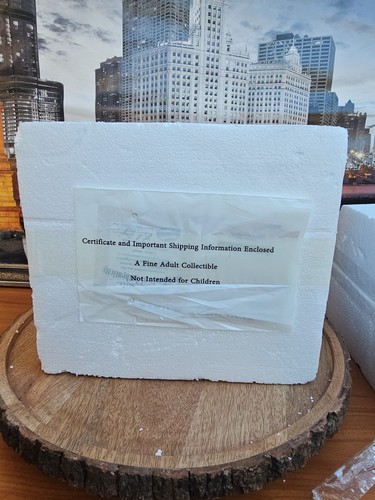 Certificate and Important Shipping Information Enclosed
A Fine Adult Collectible
Not Intended for Children